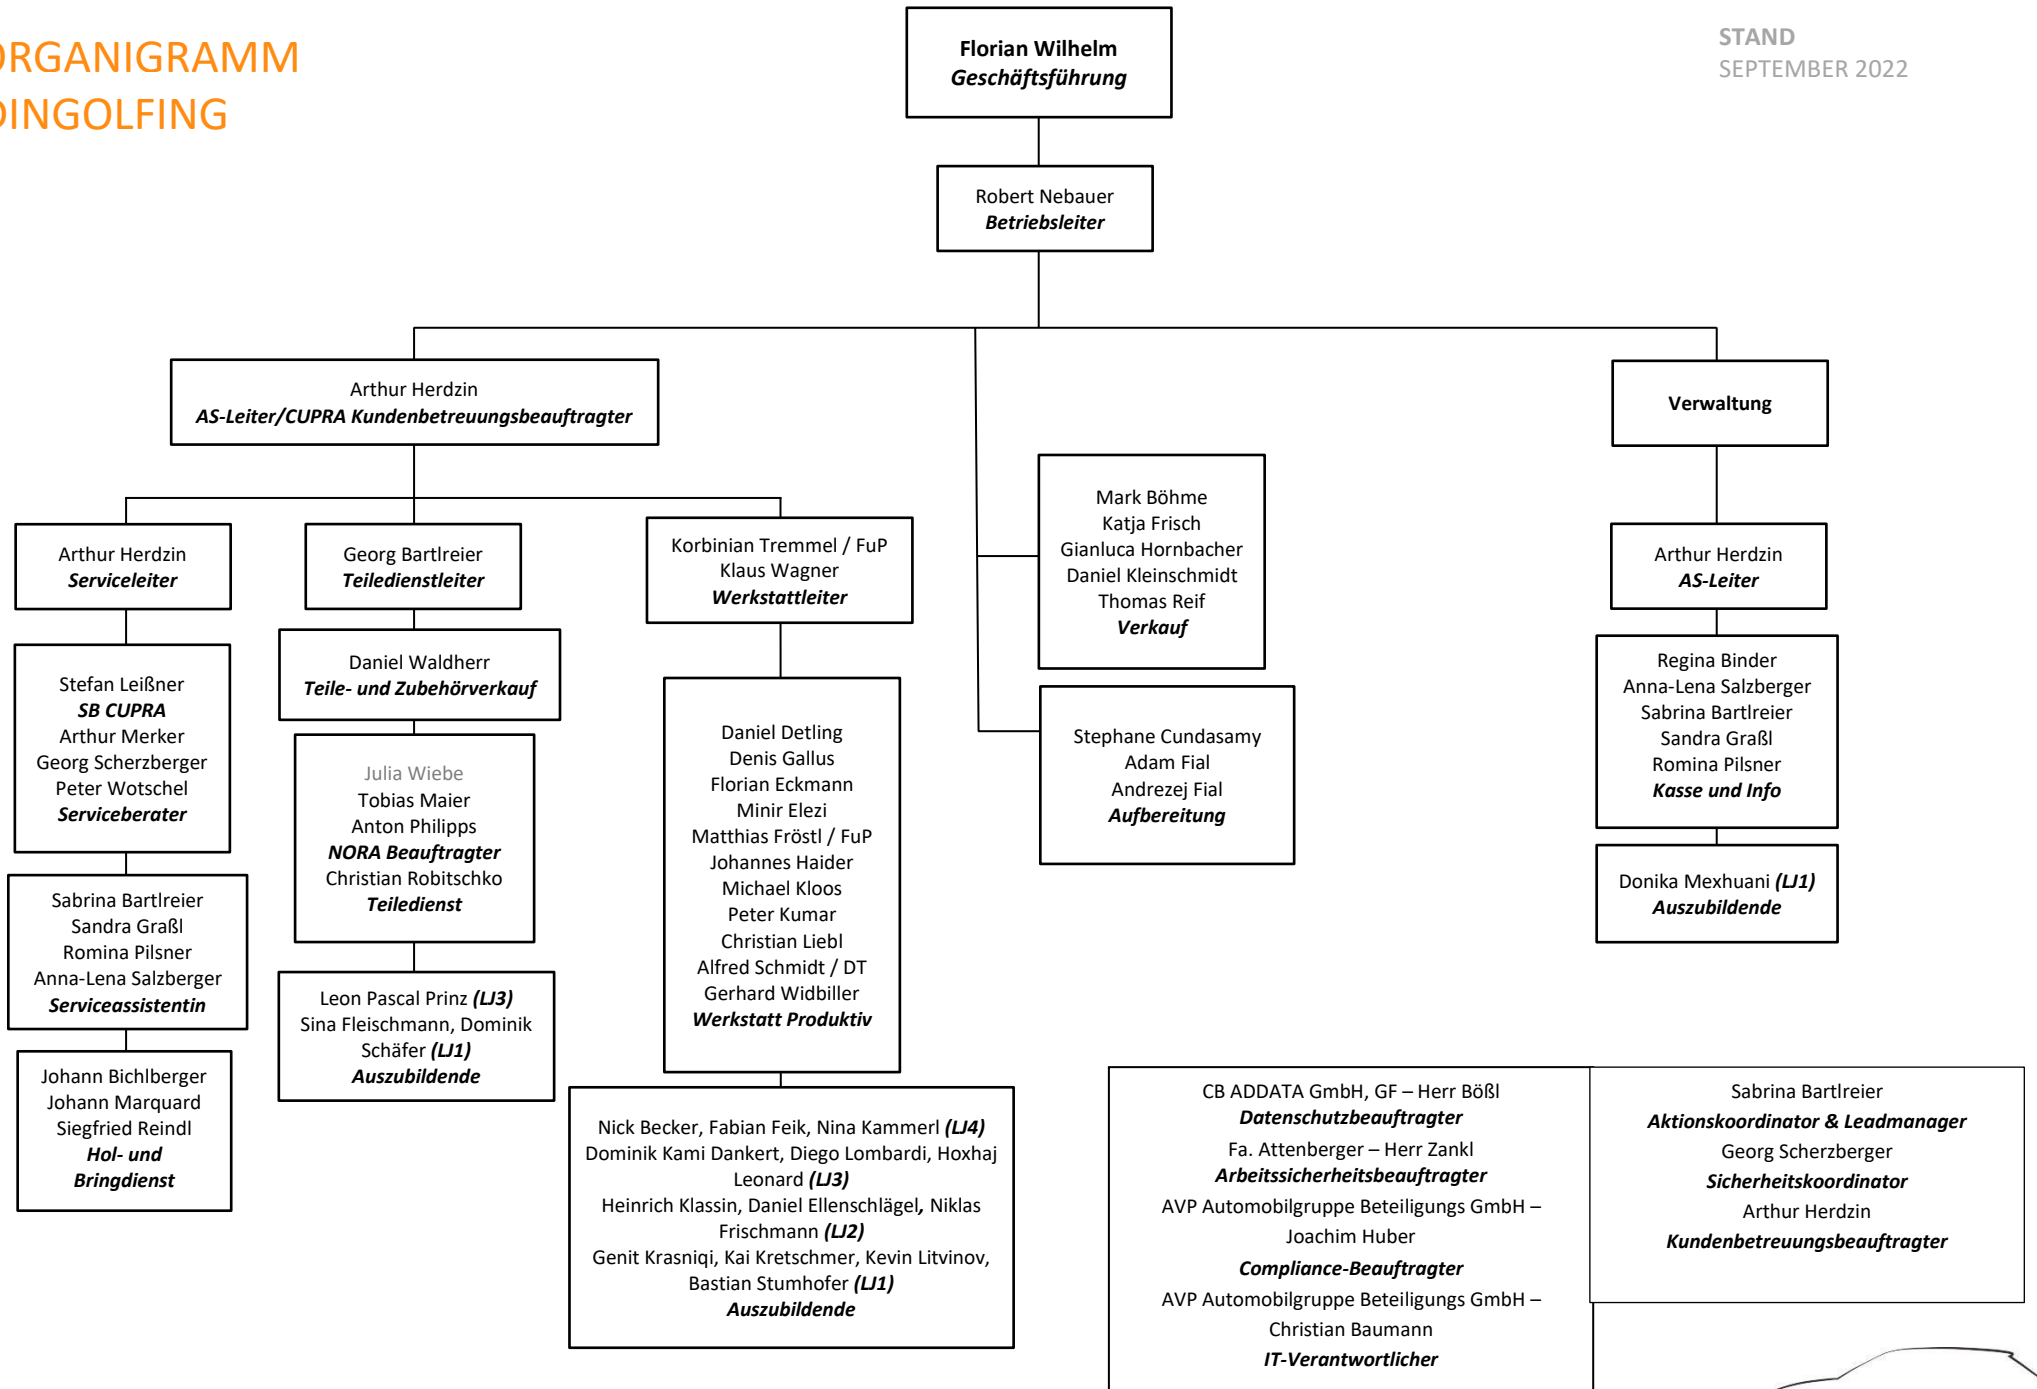 ORGANIGRAMM
DINGOLFING
STAND
SEPTEMBER 2022
Florian Wilhelm
Geschäftsführung
Robert Nebauer
Betriebsleiter
Arthur Herdzin
AS-Leiter/CUPRA Kundenbetreuungsbeauftragter
Verwaltung
Arthur Herdzin
Serviceleiter
Stefan Leißner
SB CUPRA
Arthur Merker
Georg Scherzberger
Peter Wotschel
Serviceberater
Sabrina Bartlreier
Sandra Graßl
Romina Pilsner
Anna-Lena Salzberger
Serviceassistentin
Johann Bichlberger
Johann Marquard
Siegfried Reindl
Hol- und
Bringdienst
Georg Bartlreier
Teiledienstleiter
Daniel Waldherr
Teile- und Zubehörverkauf
Julia Wiebe
Tobias Maier
Anton Philipps
NORA Beauftragter
Christian Robitschko
Teiledienst
Leon Pascal Prinz (LJ3)
Sina Fleischmann, Dominik
Schäfer (LJ1)
Auszubildende
Korbinian Tremmel / FuP
Klaus Wagner
Werkstattleiter
Daniel Detling
Denis Gallus
Florian Eckmann
Minir Elezi
Matthias Fröstl / FuP
Johannes Haider
Michael Kloos
Peter Kumar
Christian Liebl
Alfred Schmidt / DT
Gerhard Widbiller
Werkstatt Produktiv
Nick Becker, Fabian Feik, Nina Kammerl (LJ4)
Dominik Kami Dankert, Diego Lombardi, Hoxhaj
Leonard (LJ3)
Heinrich Klassin, Daniel Ellenschlägel, Niklas
Frischmann (LJ2)
Genit Krasniqi, Kai Kretschmer, Kevin Litvinov,
Bastian Stumhofer (LJ1)
Auszubildende
Mark Böhme
Katja Frisch
Gianluca Hornbacher
Daniel Kleinschmidt
Thomas Reif
Verkauf
Stephane Cundasamy
Adam Fial
Andrezej Fial
Aufbereitung
Arthur Herdzin
AS-Leiter
Regina Binder
Anna-Lena Salzberger
Sabrina Bartlreier
Sandra Graßl
Romina Pilsner
Kasse und Info
Donika Mexhuani (LJ1)
Auszubildende
CB ADDATA GmbH, GF – Herr Bößl
Datenschutzbeauftragter
Fa. Attenberger – Herr Zankl
Arbeitssicherheitsbeauftragter
AVP Automobilgruppe Beteiligungs GmbH –
Joachim Huber
Compliance-Beauftragter
AVP Automobilgruppe Beteiligungs GmbH –
Christian Baumann
IT-Verantwortlicher
Sabrina Bartlreier
Aktionskoordinator & Leadmanager
Georg Scherzberger
Sicherheitskoordinator
Arthur Herdzin
Kundenbetreuungsbeauftragter